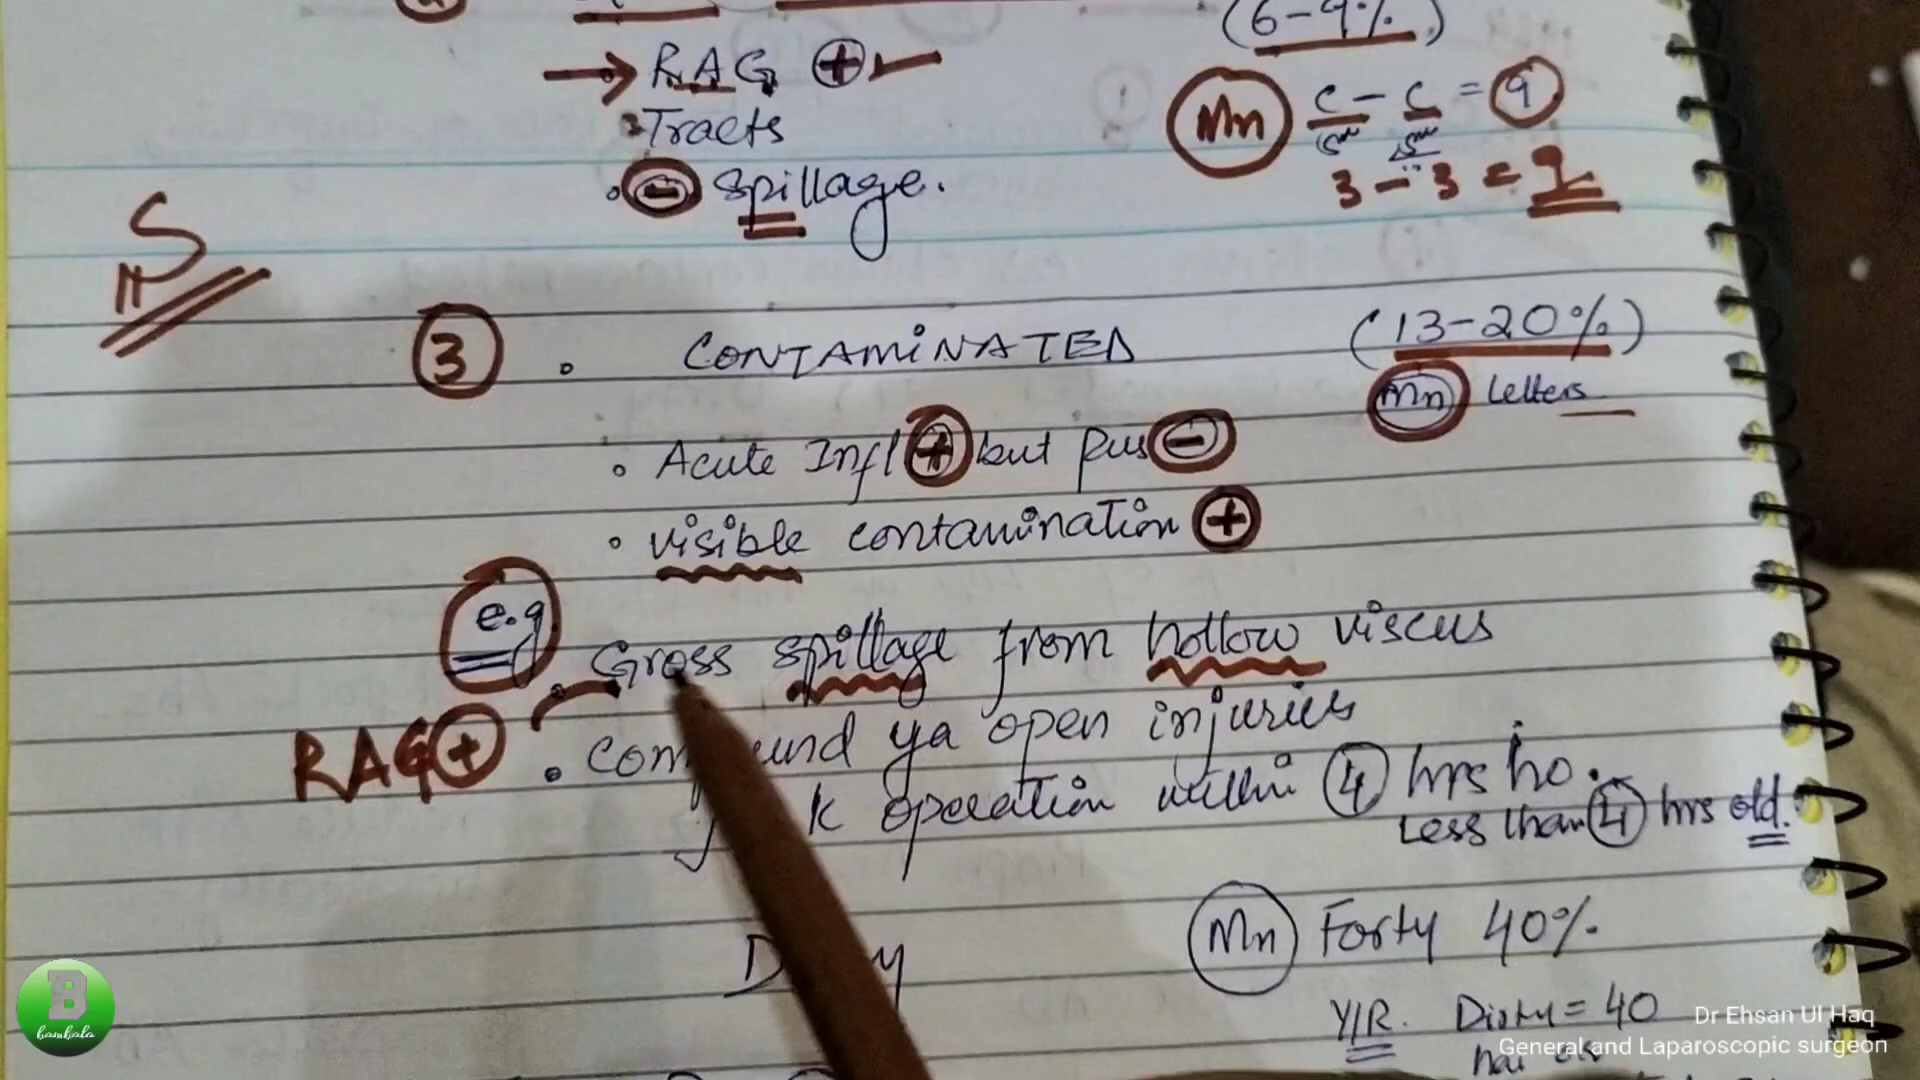 (6-9%)
→ RAG +
Tracts
Mn C - C = 9
3 - 3 = 9
- spillage.
3. CONTAMINATED (13-20%)
Mn Letters
Acute Infl + but pus -
visible contamination +
e.g
Gross spillage from hollow viscus
RAG +
ya open injuries
k operation within 4 hrs ho.
Less than 4 hrs old.
Mn Forty 40%.
Y/R. Dirty = 40
B
bambala
Dr Ehsan Ul Haq
General and Laparoscopic surgeon